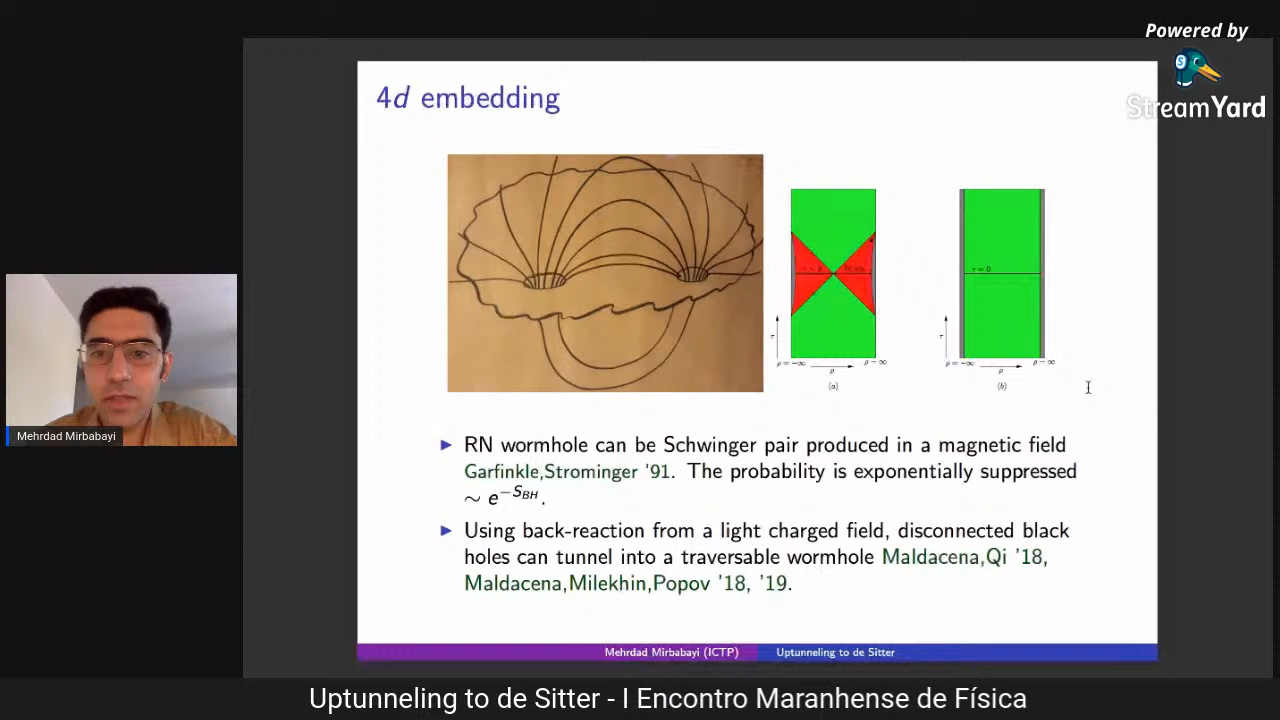 Powered by
StreamYard
4d embedding
τ = 0
τ
τ
ρ = −∞
ρ
ρ = ∞
ρ = −∞
ρ
ρ = ∞
(a)
(b)
▶ RN wormhole can be Schwinger pair produced in a magnetic field
Garfinkle,Strominger '91. The probability is exponentially suppressed
∼ e^{−S_{BH}}.
▶ Using back-reaction from a light charged field, disconnected black
holes can tunnel into a traversable wormhole Maldacena,Qi '18,
Maldacena,Milekhin,Popov '18, '19.
Mehrdad Mirbabayi
Mehrdad Mirbabayi (ICTP) Uptunneling to de Sitter
Uptunneling to de Sitter - I Encontro Maranhense de Física